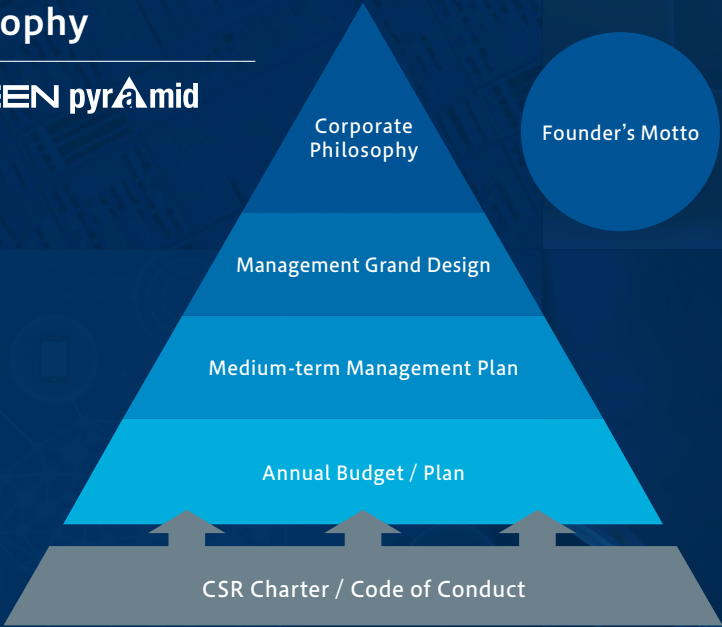 ophy
EEN pyramid
Corporate
Philosophy
Founder's Motto
Management Grand Design
Medium-term Management Plan
Annual Budget / Plan
CSR Charter / Code of Conduct